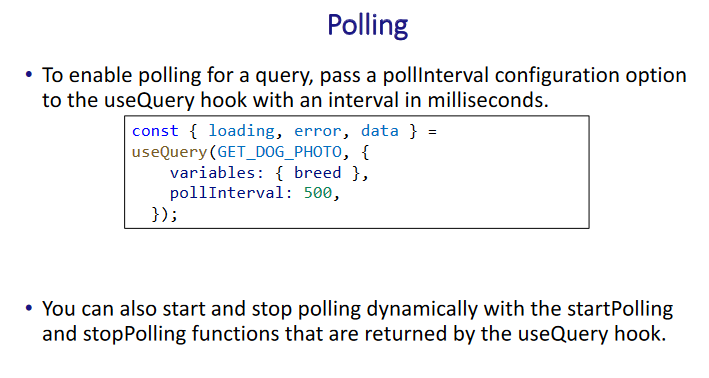 Polling
• To enable polling for a query, pass a pollInterval configuration option
to the useQuery hook with an interval in milliseconds.
const { loading, error, data } =
useQuery(GET_DOG_PHOTO, {
variables: { breed },
pollInterval: 500,
});
• You can also start and stop polling dynamically with the startPolling
and stopPolling functions that are returned by the useQuery hook.